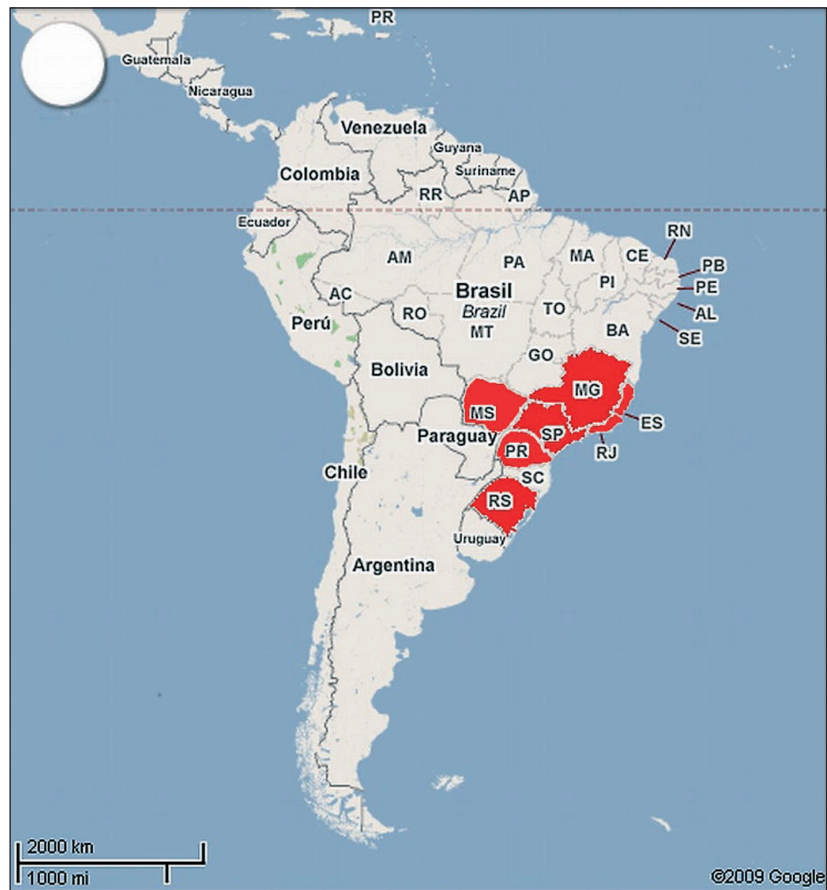 PR
Guatemala
Nicaragua
Venezuela
Guyana
Colombia
Suriname
RR
AP
Ecuador
RN
AM
PA
MA
CE
PB
PI
PE
AC
Brasil
Brazil
TO
AL
Perú
RO
MT
BA
SE
GO
Bolivia
MG
MS
ES
Paraguay
SP
RJ
PR
Chile
SC
RS
Uruguay
Argentina
2000 km
1000 mi
©2009 Google